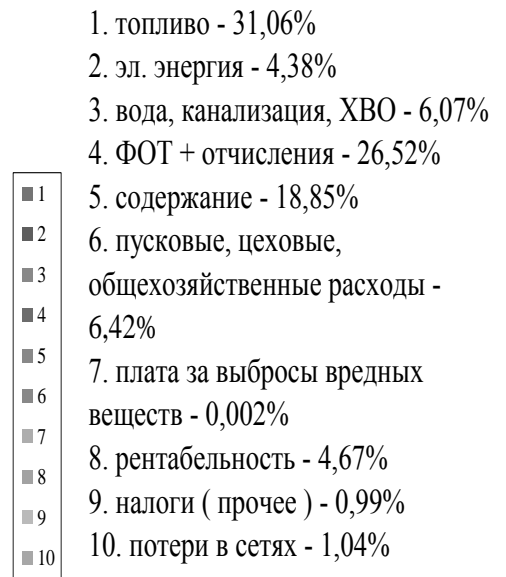 1. топливо - 31,06%
2. эл. энергия - 4,38%
3. вода, канализация, ХВО - 6,07%
4. ФОТ + отчисления - 26,52%
5. содержание - 18,85%
6. пусковые, цеховые,
общехозяйственные расходы -
6,42%
7. плата за выбросы вредных
веществ - 0,002%
8. рентабельность - 4,67%
9. налоги ( прочее ) - 0,99%
10. потери в сетях - 1,04%
1
2
3
4
5
6
7
8
9
10